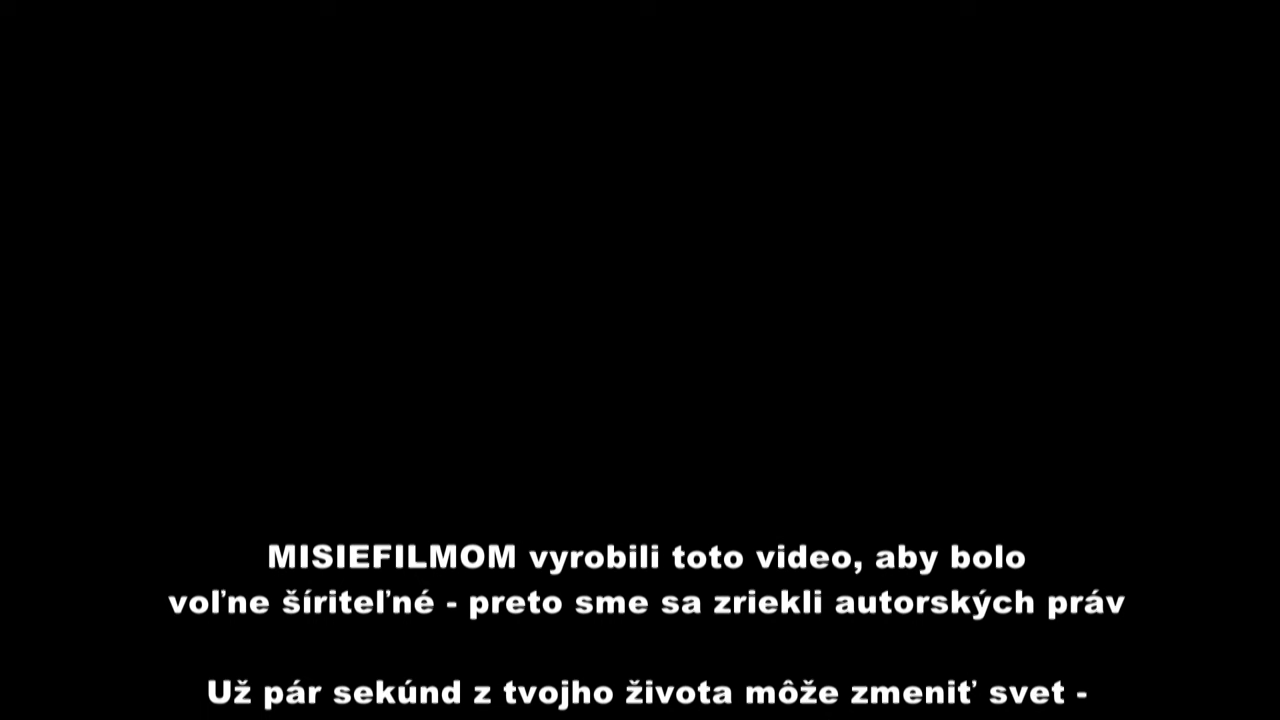 MISIEFILMOM vyrobili toto video, aby bolo
voľne šíriteľné - preto sme sa zriekli autorských práv
Už pár sekúnd z tvojho života môže zmeniť svet -